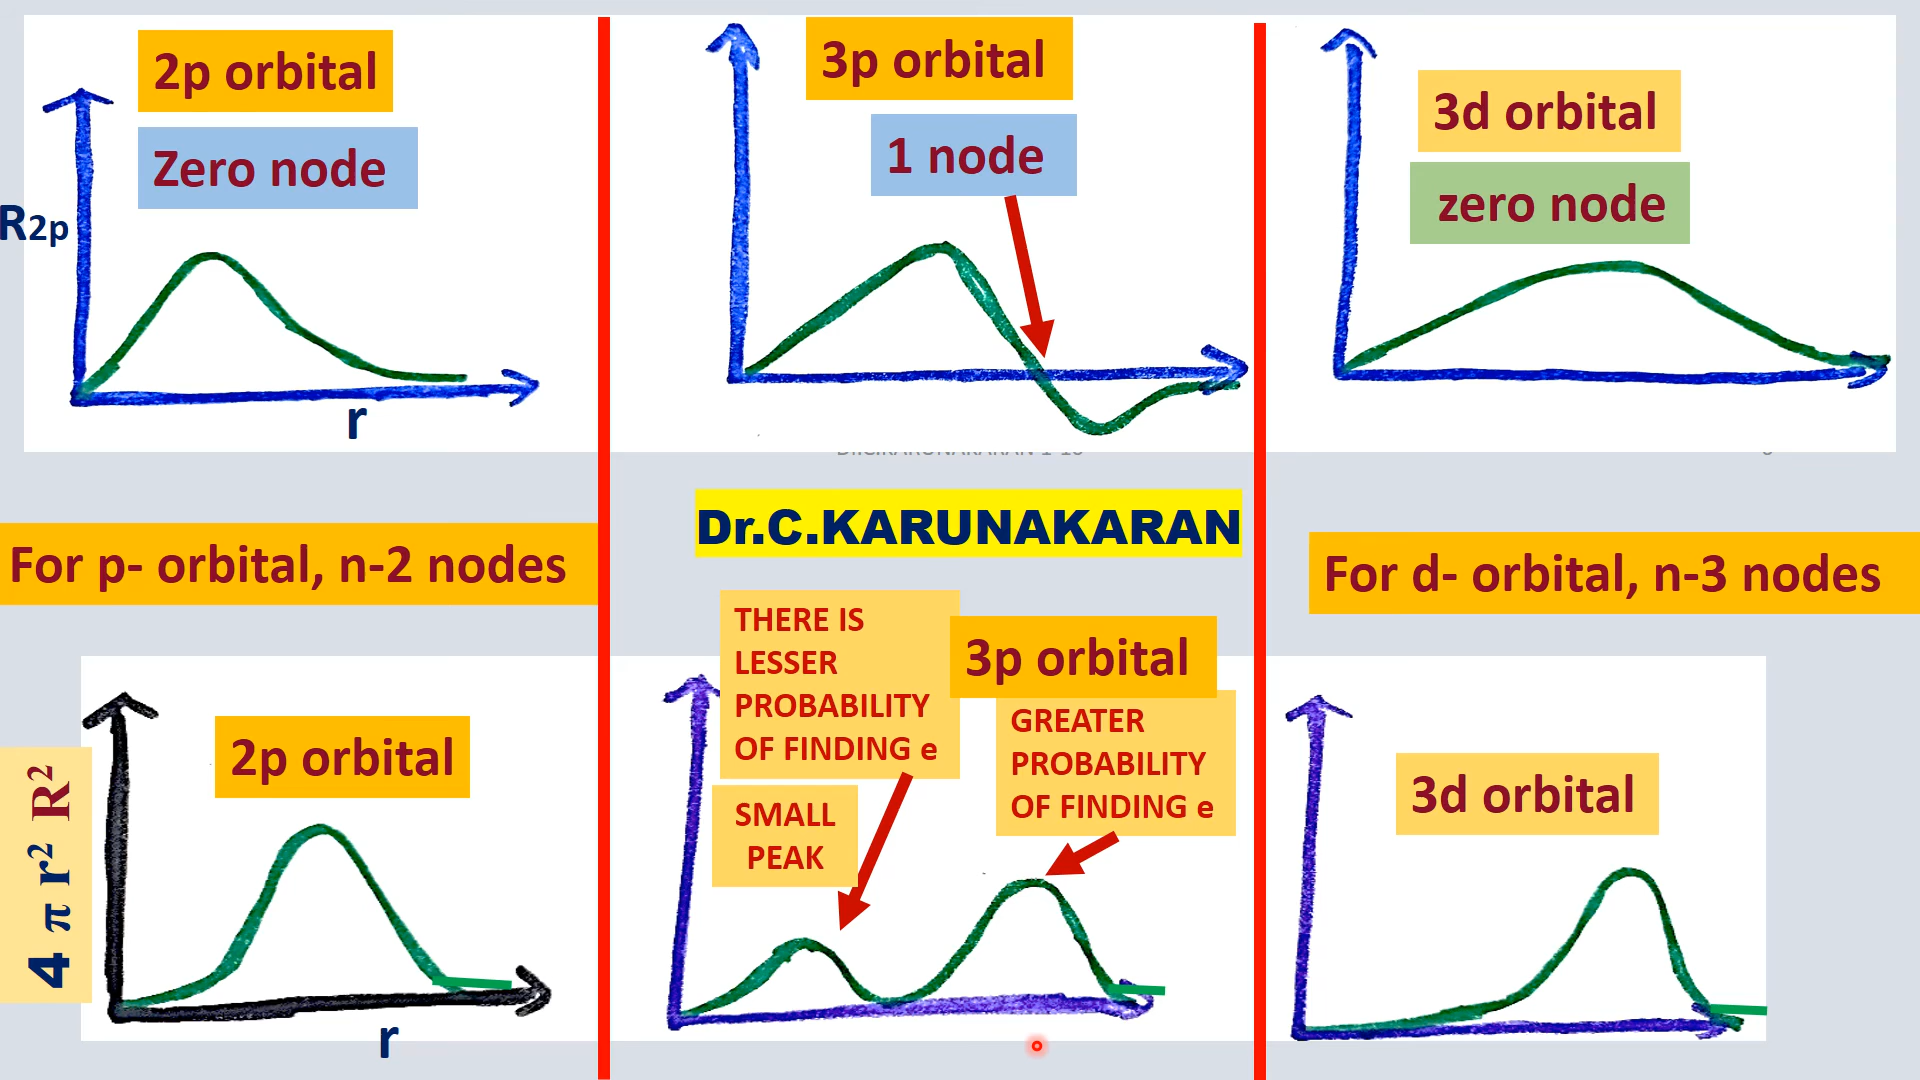 2p orbital
Zero node
R2p
r
3p orbital
1 node
3d orbital
zero node
For p- orbital, n-2 nodes
Dr.C.KARUNAKARAN
For d- orbital, n-3 nodes
2p orbital
4 π r² R²
r
THERE IS
LESSER
PROBABILITY
OF FINDING e
SMALL
PEAK
3p orbital
GREATER
PROBABILITY
OF FINDING e
3d orbital